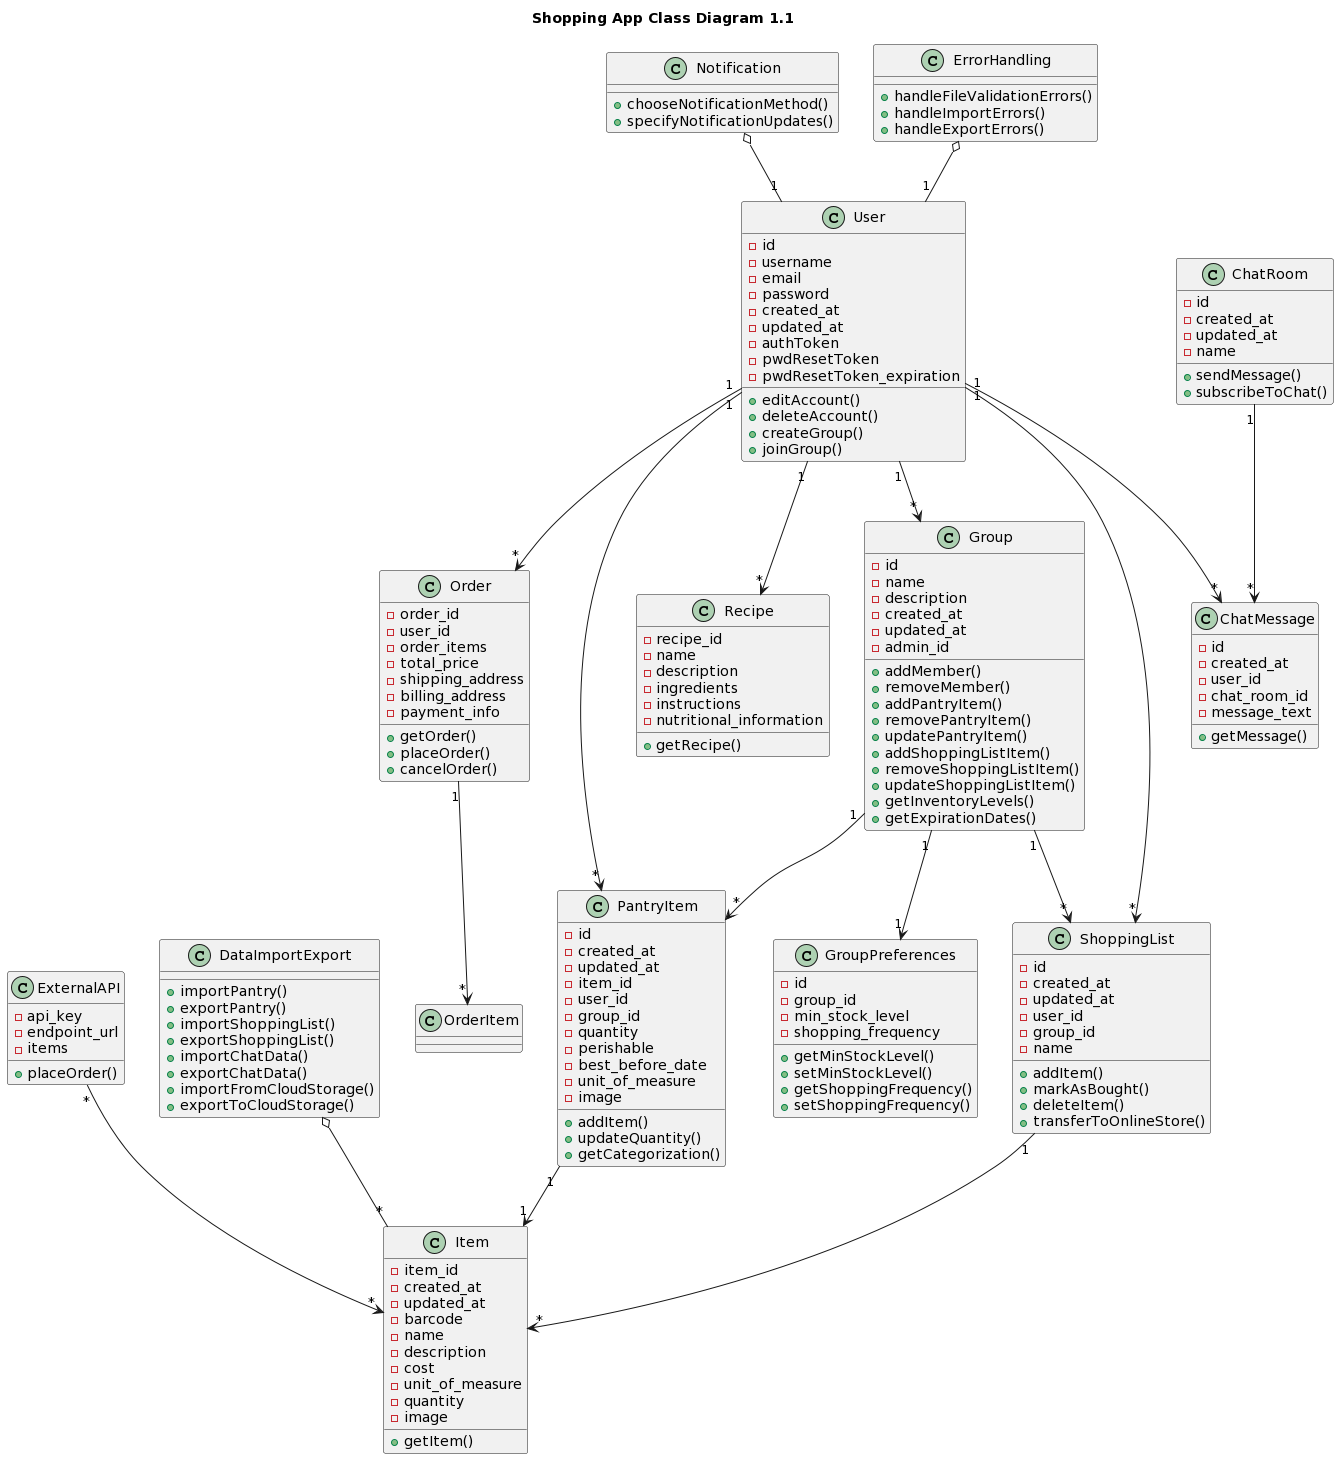 Shopping App Class Diagram 1.1
C Notification
chooseNotificationMethod()
specifyNotificationUpdates()
C ErrorHandling
handleFileValidationErrors()
handleImportErrors()
handleExportErrors()
1
1
C User
id
username
email
password
created_at
updated_at
authToken
pwdResetToken
pwdResetToken_expiration
editAccount()
deleteAccount()
createGroup()
joinGroup()
C ChatRoom
id
created_at
updated_at
name
sendMessage()
subscribeToChat()
1
1
1
1
1
1
1
*
*
*
*
*
C Order
order_id
user_id
order_items
total_price
shipping_address
billing_address
payment_info
getOrder()
placeOrder()
cancelOrder()
C Recipe
recipe_id
name
description
ingredients
instructions
nutritional_information
getRecipe()
C Group
id
name
description
created_at
updated_at
admin_id
addMember()
removeMember()
addPantryItem()
removePantryItem()
updatePantryItem()
addShoppingListItem()
removeShoppingListItem()
updateShoppingListItem()
getInventoryLevels()
getExpirationDates()
C ChatMessage
id
created_at
user_id
chat_room_id
message_text
getMessage()
1
1
1
1
*
*
1
*
*
*
C ExternalAPI
api_key
endpoint_url
items
placeOrder()
C DataImportExport
importPantry()
exportPantry()
importShoppingList()
exportShoppingList()
importChatData()
exportChatData()
importFromCloudStorage()
exportToCloudStorage()
C OrderItem
C PantryItem
id
created_at
updated_at
item_id
user_id
group_id
quantity
perishable
best_before_date
unit_of_measure
image
addItem()
updateQuantity()
getCategorization()
C GroupPreferences
id
group_id
min_stock_level
shopping_frequency
getMinStockLevel()
setMinStockLevel()
getShoppingFrequency()
setShoppingFrequency()
C ShoppingList
id
created_at
updated_at
user_id
group_id
name
addItem()
markAsBought()
deleteItem()
transferToOnlineStore()
*
1
1
*
1
*
*
C Item
item_id
created_at
updated_at
barcode
name
description
cost
unit_of_measure
quantity
image
getItem()